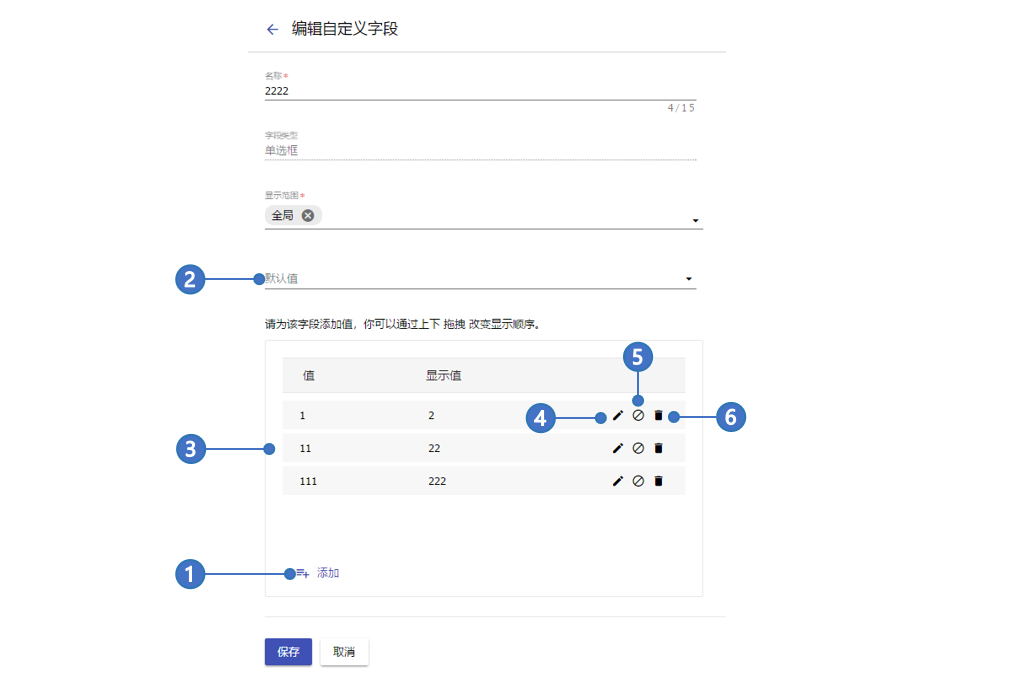 编辑自定义字段
名称*
2222
4/15
字段类型
单选框
显示范围*
全局
2
默认值
请为该字段添加值，你可以通过上下 拖拽 改变显示顺序。
5
值 显示值
1 2
4
6
3
11 22
111 222
1
添加
保存 取消